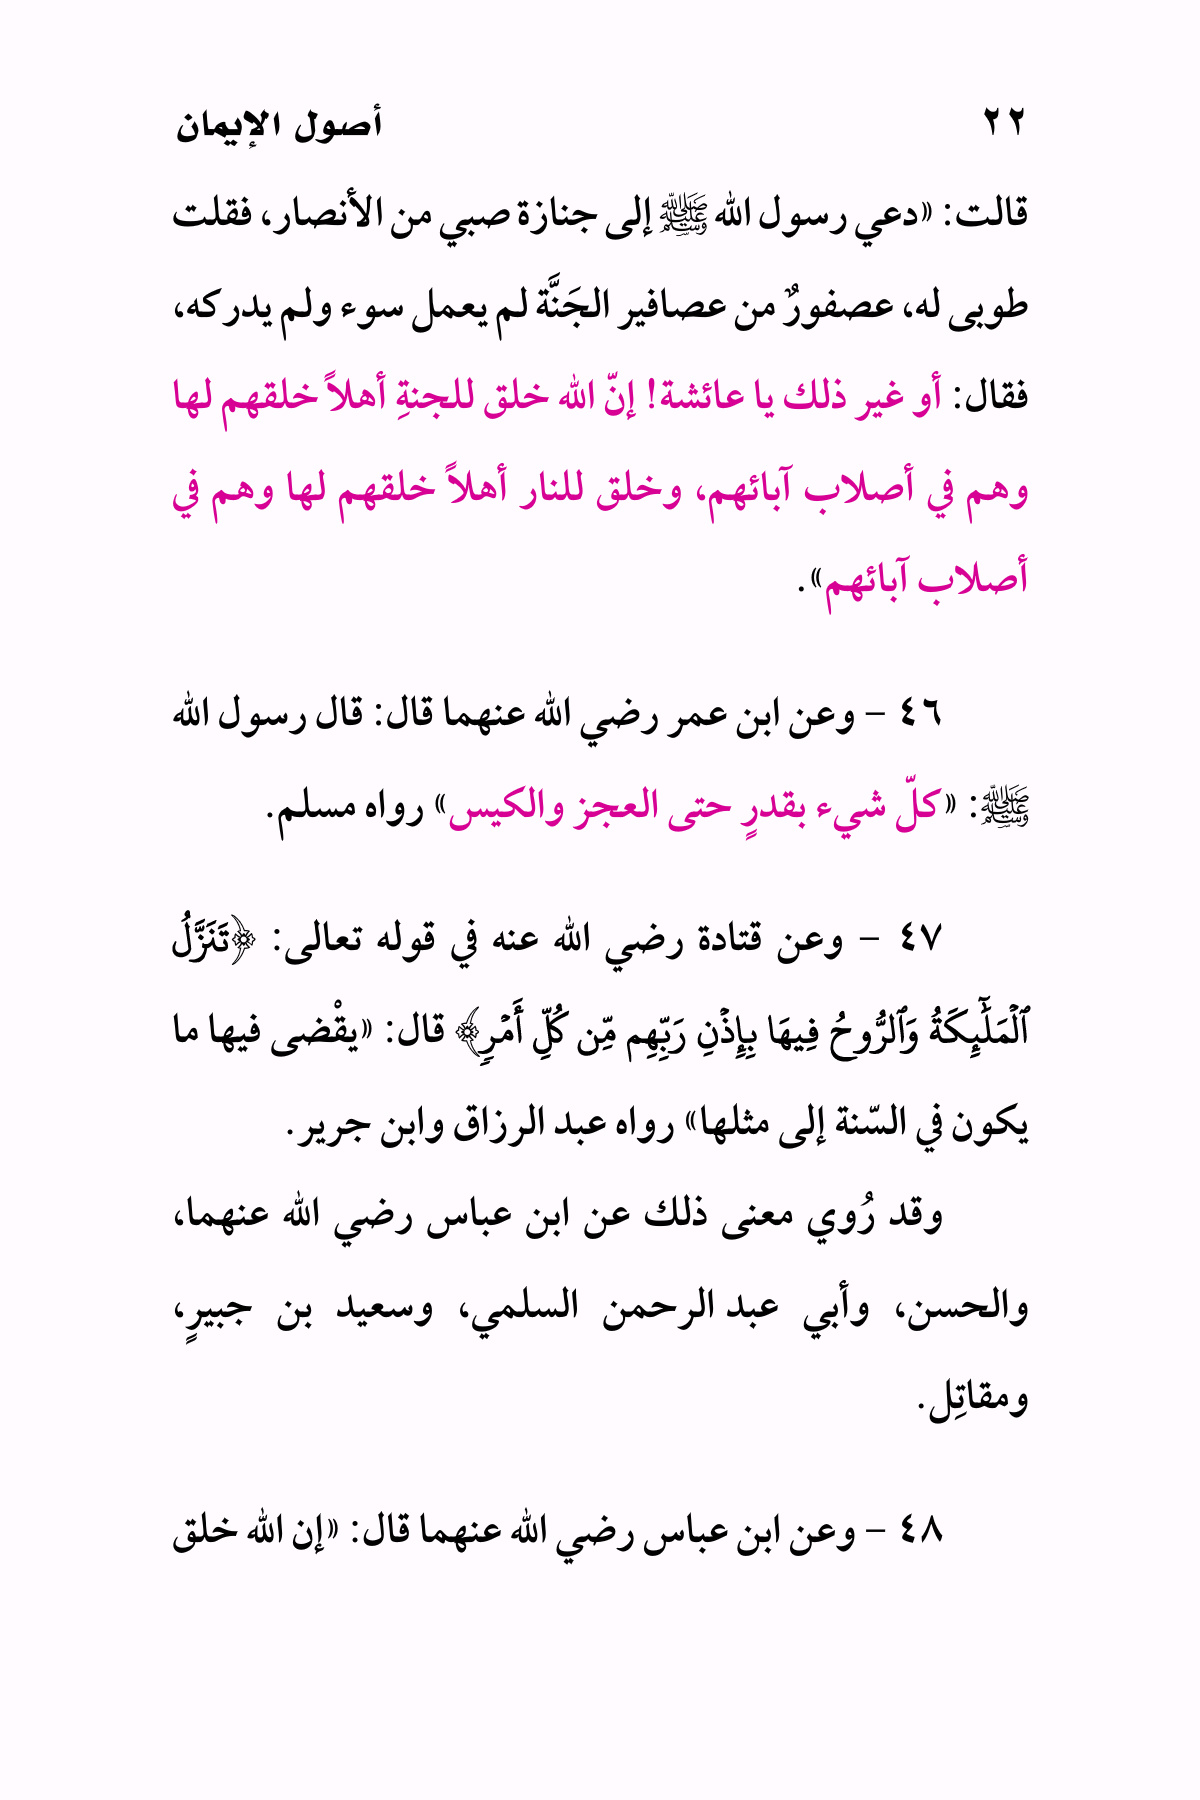 ٢٢ أصول الإيمان
قالت: «دعي رسول الله ﷺ إلى جنازة صبي من الأنصار، فقلت
طوبى له، عصفورٌ من عصافير الجَنَّة لم يعمل سوء ولم يدركه،
فقال: أو غير ذلك يا عائشة! إنّ الله خلق للجنةِ أهلاً خلقهم لها
وهم في أصلاب آبائهم، وخلق للنار أهلاً خلقهم لها وهم في
أصلاب آبائهم».
٤٦ – وعن ابن عمر رضي الله عنهما قال: قال رسول الله
ﷺ: «كلّ شيء بقدرٍ حتى العجز والكيس» رواه مسلم.
٤٧ – وعن قتادة رضي الله عنه في قوله تعالى: ﴿تَنَزَّلُ
ٱلْمَلَٰٓئِكَةُ وَٱلرُّوحُ فِيهَا بِإِذْنِ رَبِّهِم مِّن كُلِّ أَمْرٍ﴾ قال: «يقْضى فيها ما
يكون في السّنة إلى مثلها» رواه عبد الرزاق وابن جرير.
وقد رُوي معنى ذلك عن ابن عباس رضي الله عنهما،
والحسن، وأبي عبد الرحمن السلمي، وسعيد بن جبيرٍ،
ومقاتِل.
٤٨ – وعن ابن عباس رضي الله عنهما قال: «إن الله خلق